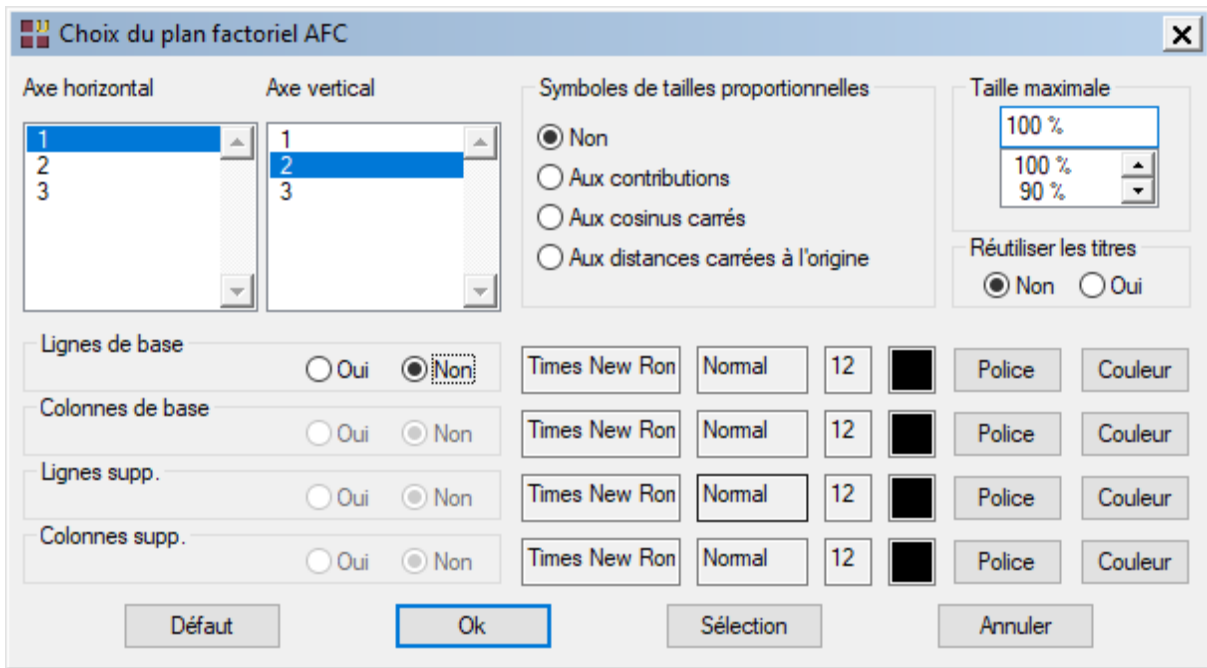 Choix du plan factoriel AFC
Axe horizontal
1
2
3
Axe vertical
1
2
3
Symboles de tailles proportionnelles
Non
Aux contributions
Aux cosinus carrés
Aux distances carrées à l'origine
Taille maximale
100 %
100 %
90 %
Réutiliser les titres
Non Oui
Lignes de base
Oui Non
Times New Ron Normal 12 Police Couleur
Colonnes de base
Oui Non
Times New Ron Normal 12 Police Couleur
Lignes supp.
Oui Non
Times New Ron Normal 12 Police Couleur
Colonnes supp.
Oui Non
Times New Ron Normal 12 Police Couleur
Défaut Ok Sélection Annuler